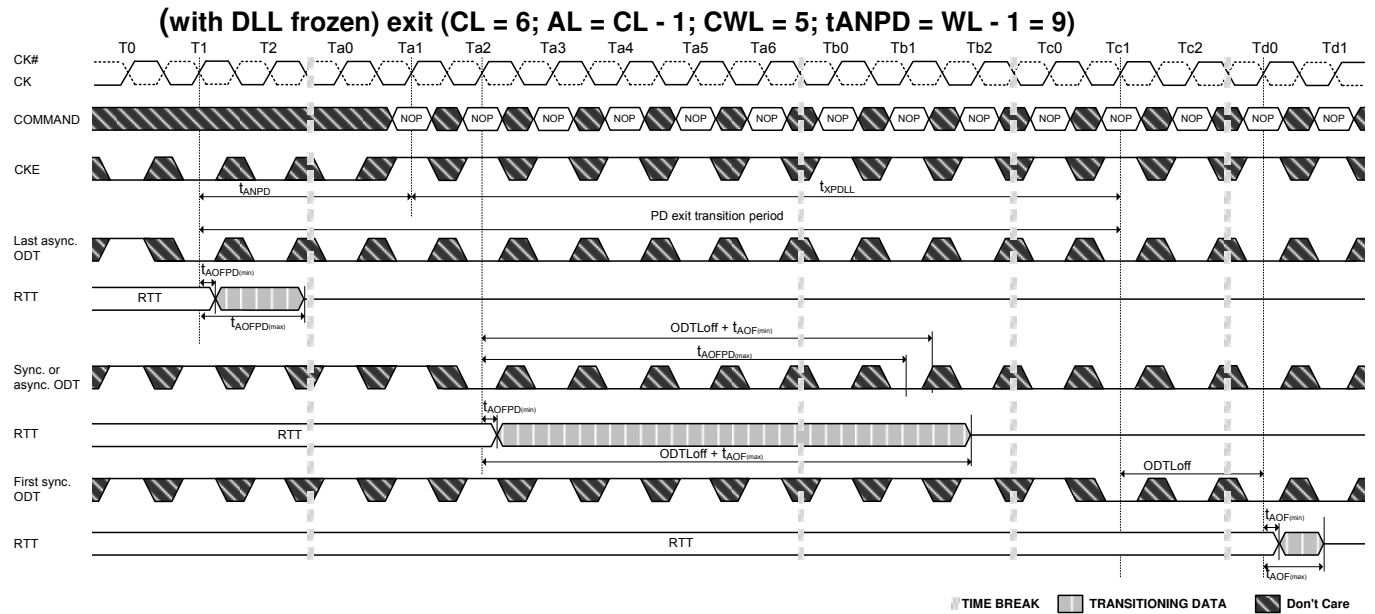 (with DLL frozen) exit (CL = 6; AL = CL - 1; CWL = 5; tANPD = WL - 1 = 9)
T0 T1 T2 Ta0 Ta1 Ta2 Ta3 Ta4 Ta5 Ta6 Tb0 Tb1 Tb2 Tc0 Tc1 Tc2 Td0 Td1
CK#
CK
COMMAND NOP NOP NOP NOP NOP NOP NOP NOP NOP NOP NOP NOP NOP NOP
CKE
tANPD tXPDLL
PD exit transition period
Last async.
ODT
tAOFPD(min)
RTT RTT
tAOFPD(max)
ODTLoff + tAOF(min)
tAOFPD(max)
Sync. or
async. ODT
tAOFPD(min)
RTT RTT
ODTLoff + tAOF(max)
ODTLoff
First sync.
ODT
tAOF(min)
RTT RTT
tAOF(max)
TIME BREAK TRANSITIONING DATA Don't Care